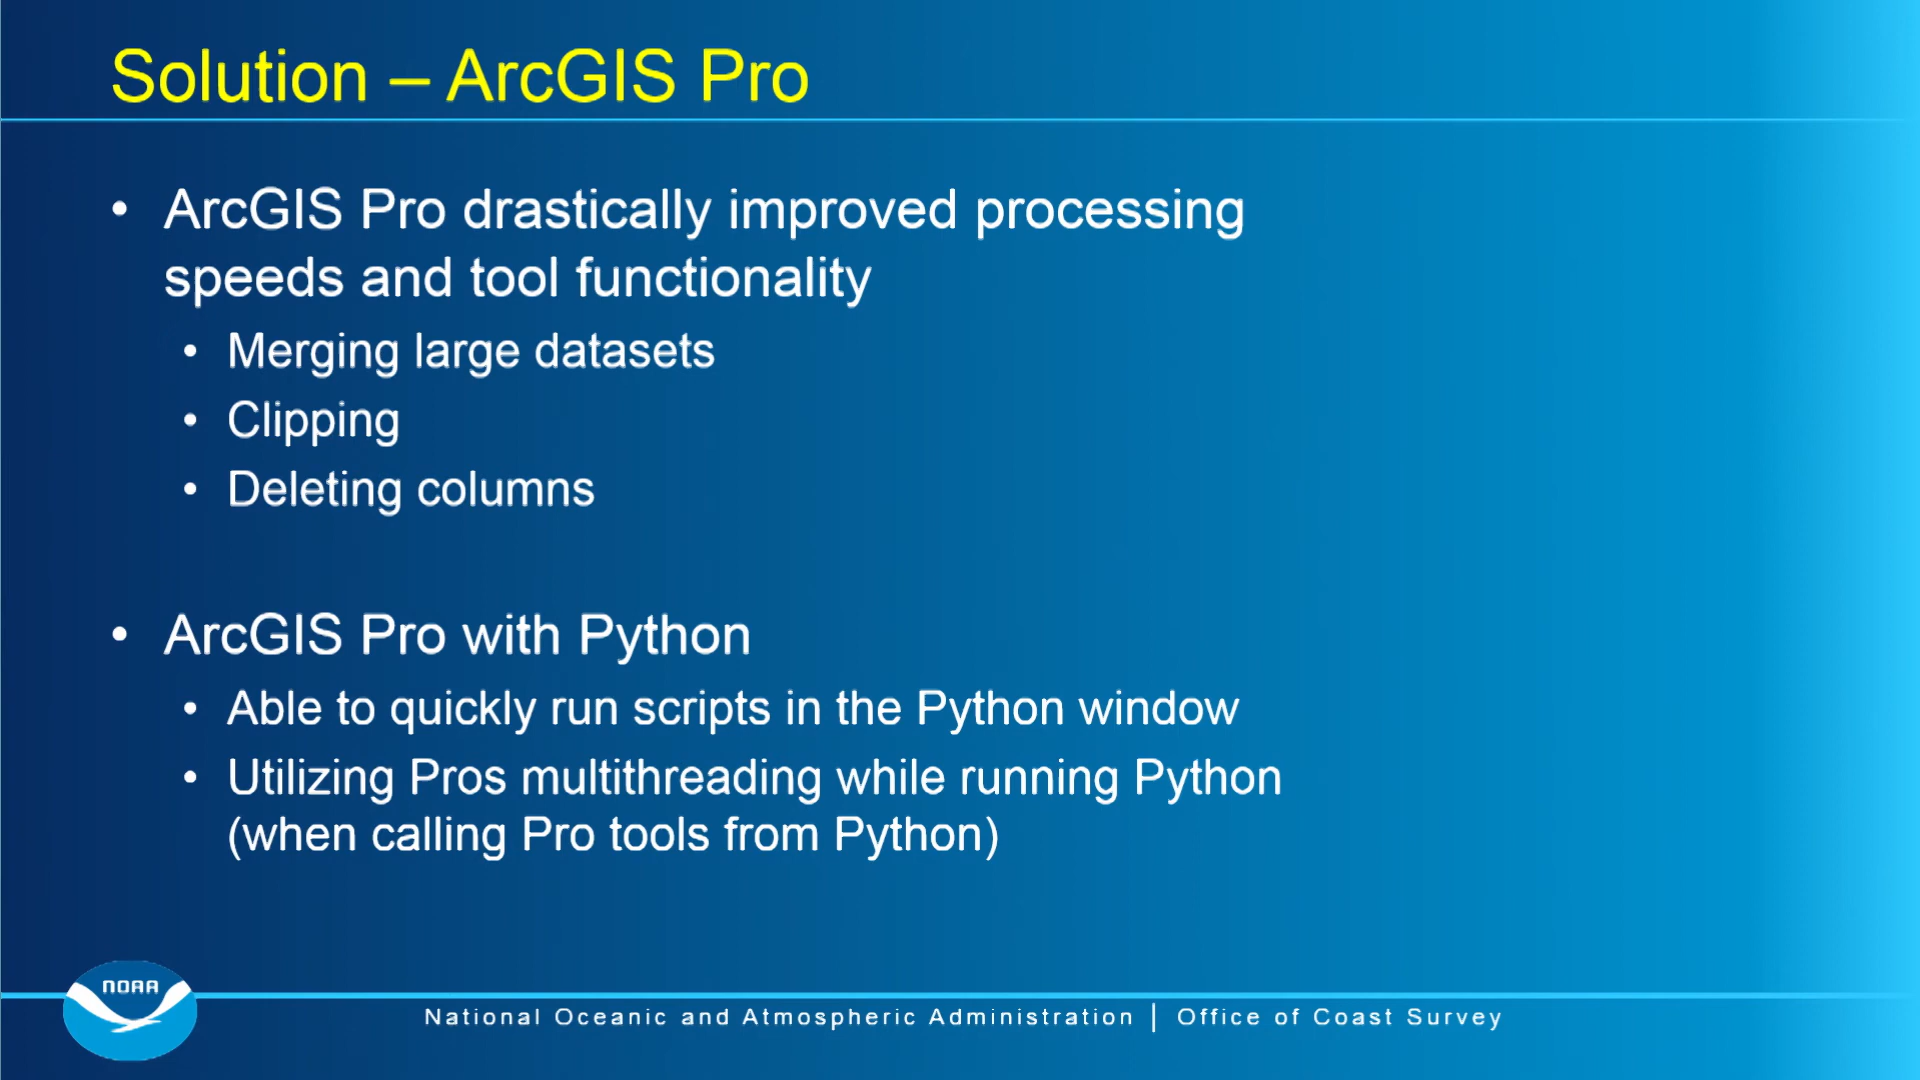 Solution – ArcGIS Pro
• ArcGIS Pro drastically improved processing
speeds and tool functionality
• Merging large datasets
• Clipping
• Deleting columns
• ArcGIS Pro with Python
• Able to quickly run scripts in the Python window
• Utilizing Pros multithreading while running Python
(when calling Pro tools from Python)
NOAA
National Oceanic and Atmospheric Administration | Office of Coast Survey